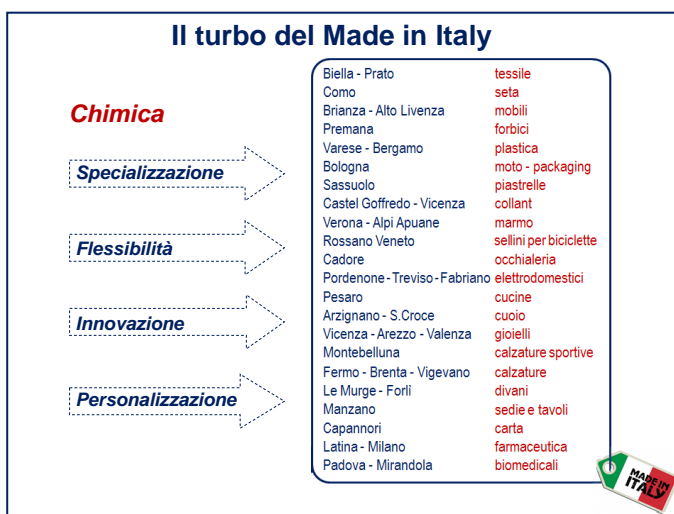 Il turbo del Made in Italy
Chimica
Specializzazione
Flessibilità
Innovazione
Personalizzazione
Biella - Prato tessile
Como seta
Brianza - Alto Livenza mobili
Premana forbici
Varese - Bergamo plastica
Bologna moto - packaging
Sassuolo piastrelle
Castel Goffredo - Vicenza collant
Verona - Alpi Apuane marmo
Rossano Veneto sellini per biciclette
Cadore occhialeria
Pordenone - Treviso - Fabriano elettrodomestici
Pesaro cucine
Arzignano - S.Croce cuoio
Vicenza - Arezzo - Valenza gioielli
Montebelluna calzature sportive
Fermo - Brenta - Vigevano calzature
Le Murge - Forlì divani
Manzano sedie e tavoli
Capannori carta
Latina - Milano farmaceutica
Padova - Mirandola biomedicali
MADE IN
ITALY